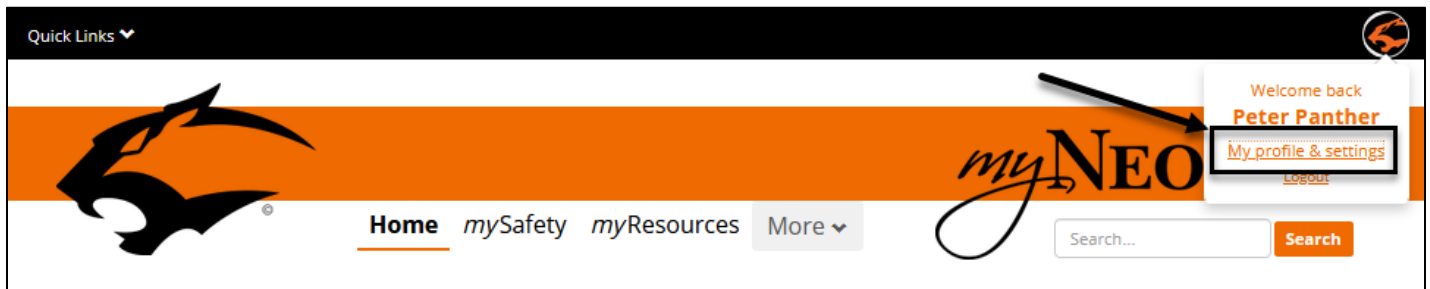 Quick Links
Welcome back
Peter Panther
My profile & settings
Logout
myNEO
©
Home mySafety myResources More
Search... Search